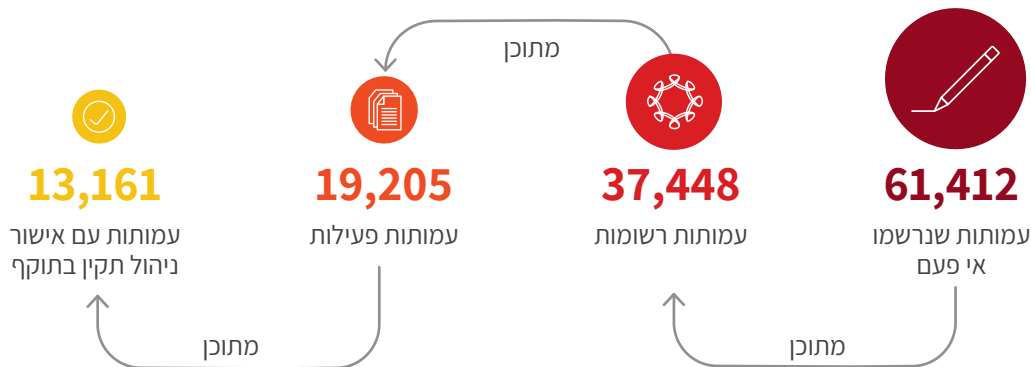 מתוכן
61,412
עמותות שנרשמו
אי פעם
37,448
עמותות רשומות
19,205
עמותות פעילות
13,161
עמותות עם אישור
ניהול תקין בתוקף
מתוכן
מתוכן